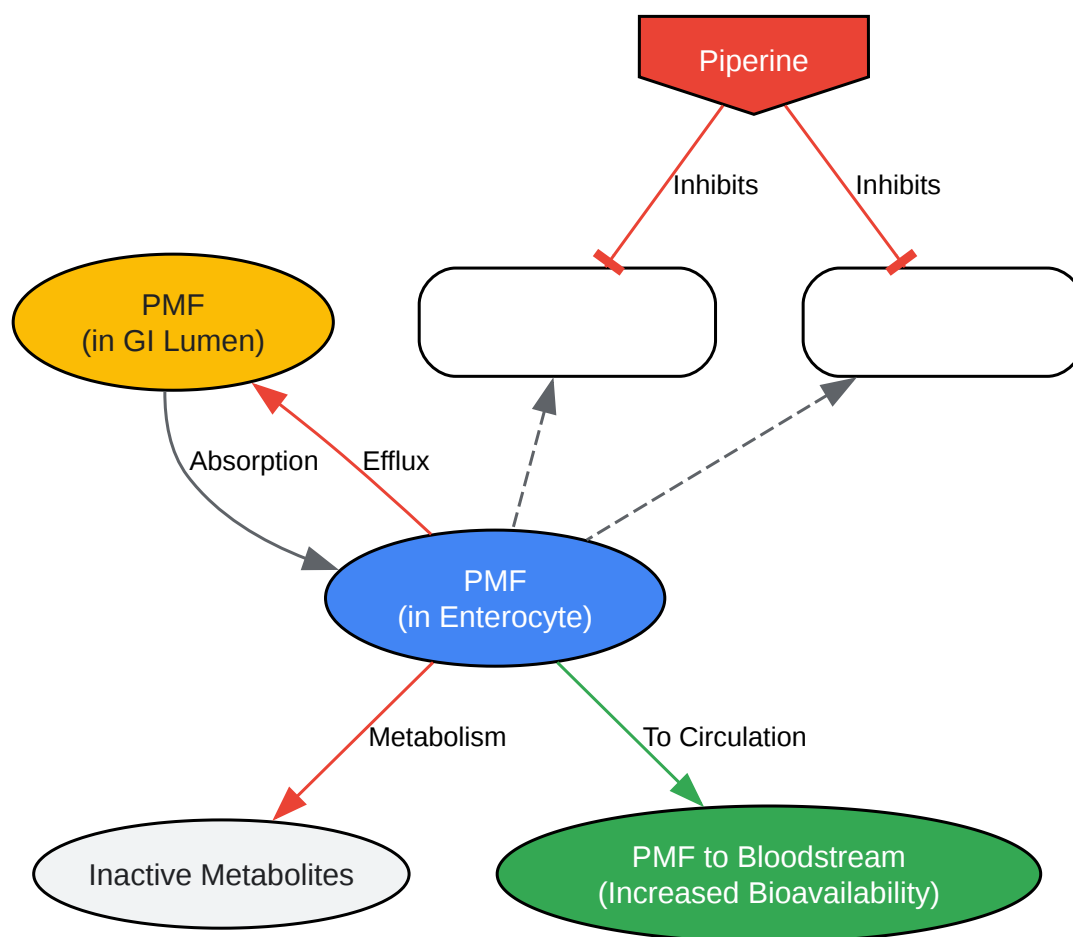 Piperine
Inhibits
Inhibits
PMF
(in GI Lumen)
Absorption
Efflux
PMF
(in Enterocyte)
Metabolism
To Circulation
Inactive Metabolites
PMF to Bloodstream
(Increased Bioavailability)